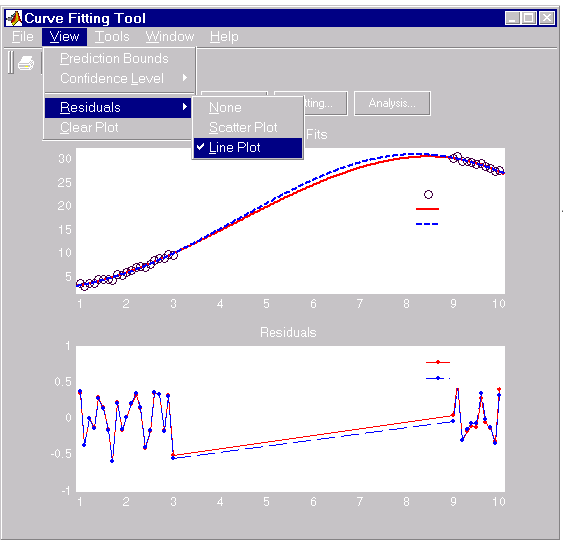 Curve Fitting Tool
File View Tools Window Help
Prediction Bounds
Confidence Level
Residuals
Clear Plot
None
Scatter Plot
Line Plot
Analysis...
Fits
30
25
20
15
10
5
1 2 3 4 5 6 7 8 9 10
Residuals
1
0.5
0
-0.5
-1
1 2 3 4 5 6 7 8 9 10